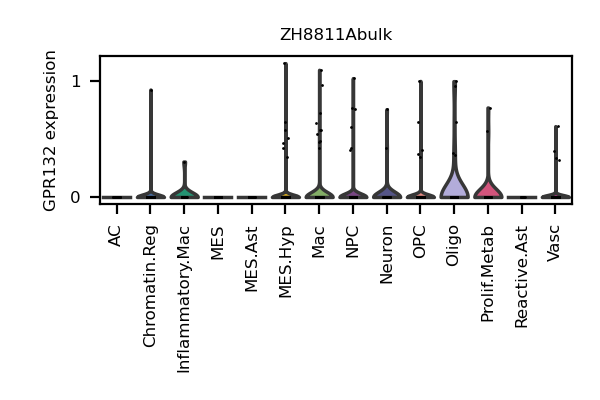 ZH8811Abulk
GPR132 expression
1
0
AC
Chromatin.Reg
Inflammatory.Mac
MES
MES.Ast
MES.Hyp
Mac
NPC
Neuron
OPC
Oligo
Prolif.Metab
Reactive.Ast
Vasc